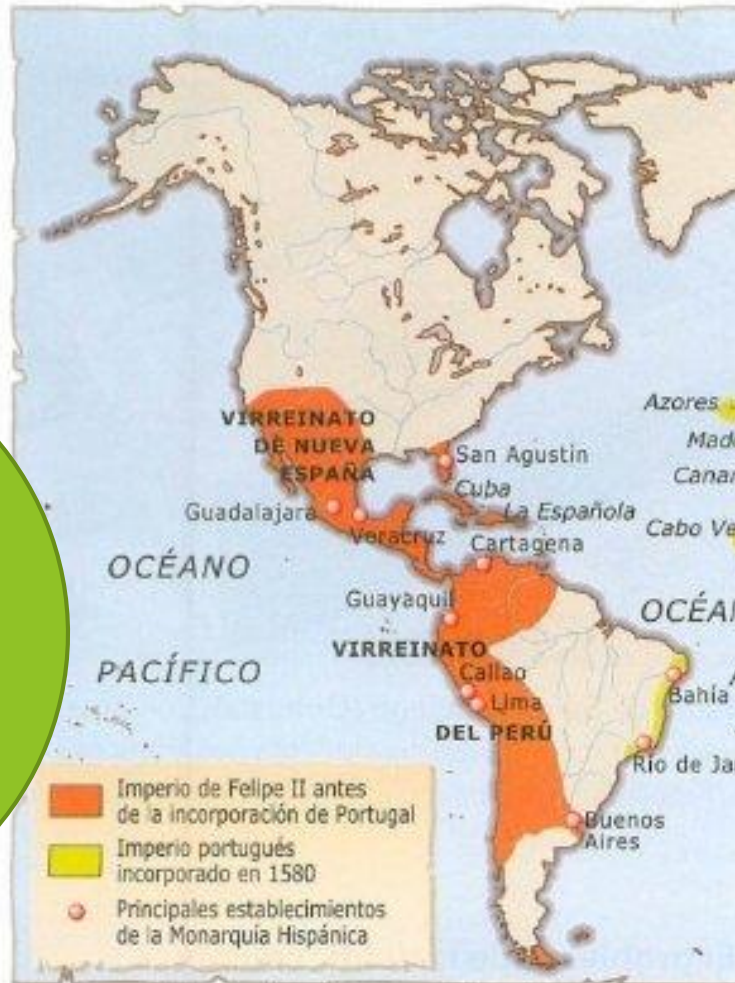 Azores
VIRREINATO
DE NUEVA
ESPAÑA
San Agustín
Cuba
La Española
Guadalajara
Veracruz
Cartagena
OCÉANO
Guayaquil
VIRREINATO
PACÍFICO
Callao
Lima
Bahía
DEL PERÚ
Río de
Buenos
Aires
Imperio de Felipe II antes
de la incorporación de Portugal
Imperio portugués
incorporado en 1580
Principales establecimientos
de la Monarquía Hispánica